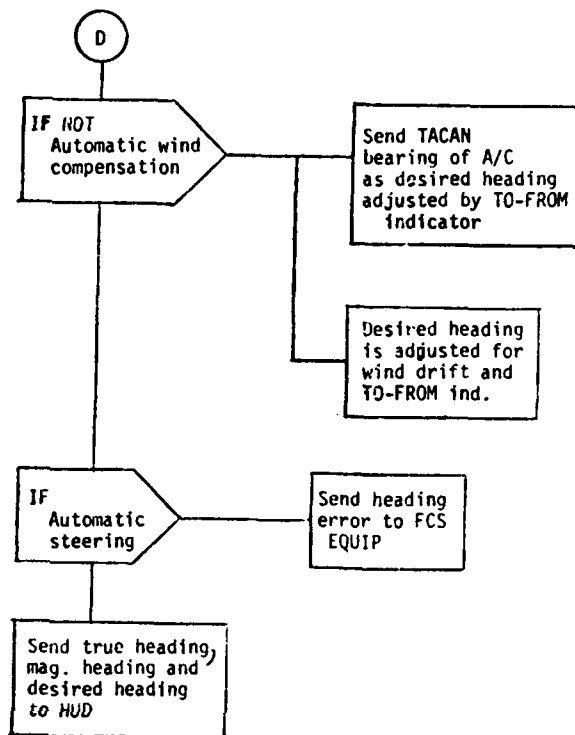 D
IF NOT
Automatic wind
compensation
Send TACAN
bearing of A/C
as desired heading
adjusted by TO-FROM
indicator
Desired heading
is adjusted for
wind drift and
TO-FROM ind.
IF
Automatic
steering
Send heading
error to FCS
EQUIP
Send true heading,
mag. heading and
desired heading
to HUD